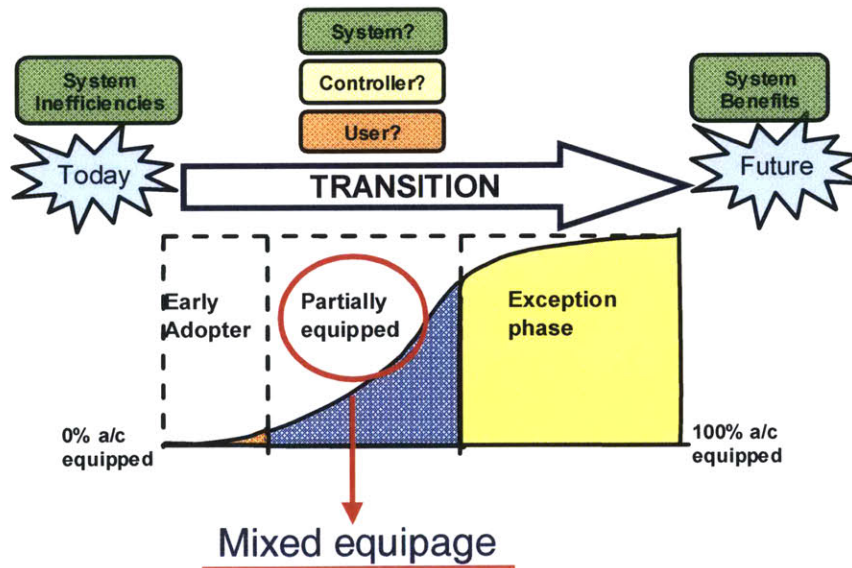 System?
System
Inefficiencies
Controller?
System
Benefits
User?
Today
TRANSITION
Future
Early
Adopter
Partially
equipped
Exception
phase
0% a/c
equipped
100% a/c
equipped
Mixed equipage